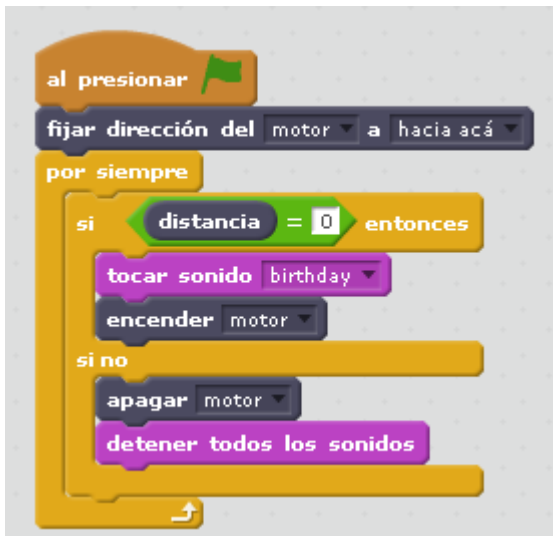 al presionar
fijar dirección del motor a hacia acá
por siempre
si distancia = 0 entonces
tocar sonido birthday
encender motor
si no
apagar motor
detener todos los sonidos